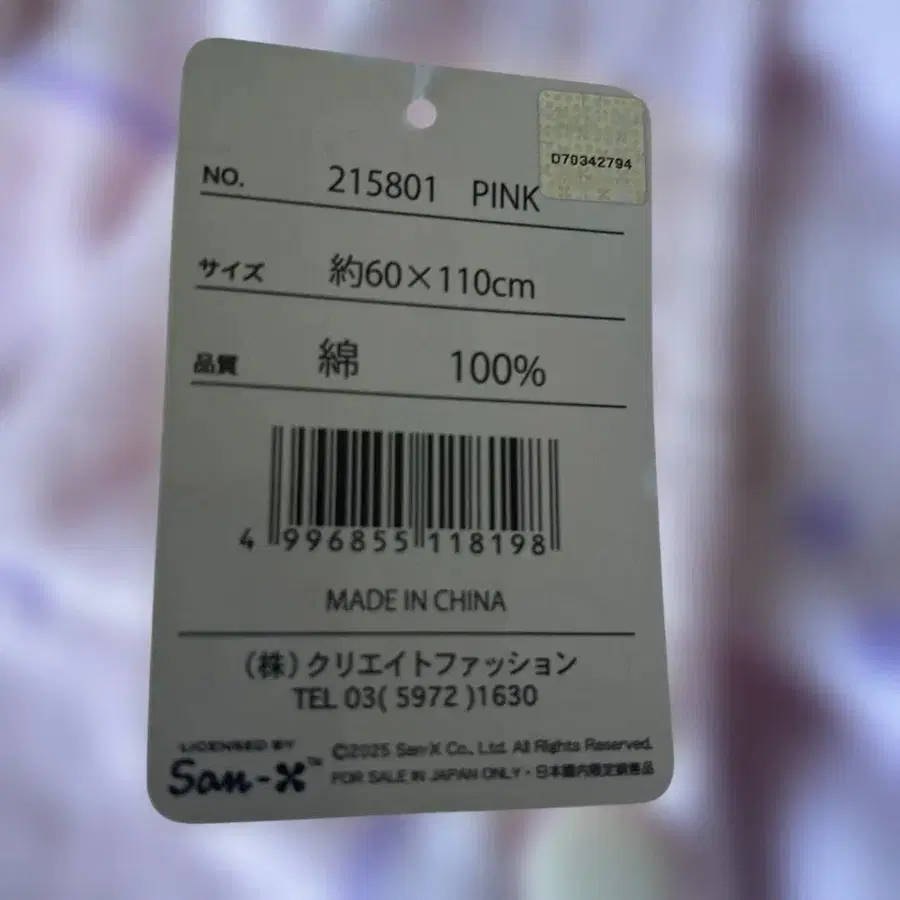 D70342794
NO. 215801 PINK
サイズ 約60×110cm
品質 綿 100%
4 996855 118198
MADE IN CHINA
(株)クリエイトファッション
TEL 03( 5972 )1630
LICENSED BY
San-X™
©2025 San-X Co., Ltd. All Rights Reserved.
FOR SALE IN JAPAN ONLY・日本国内限定販売品